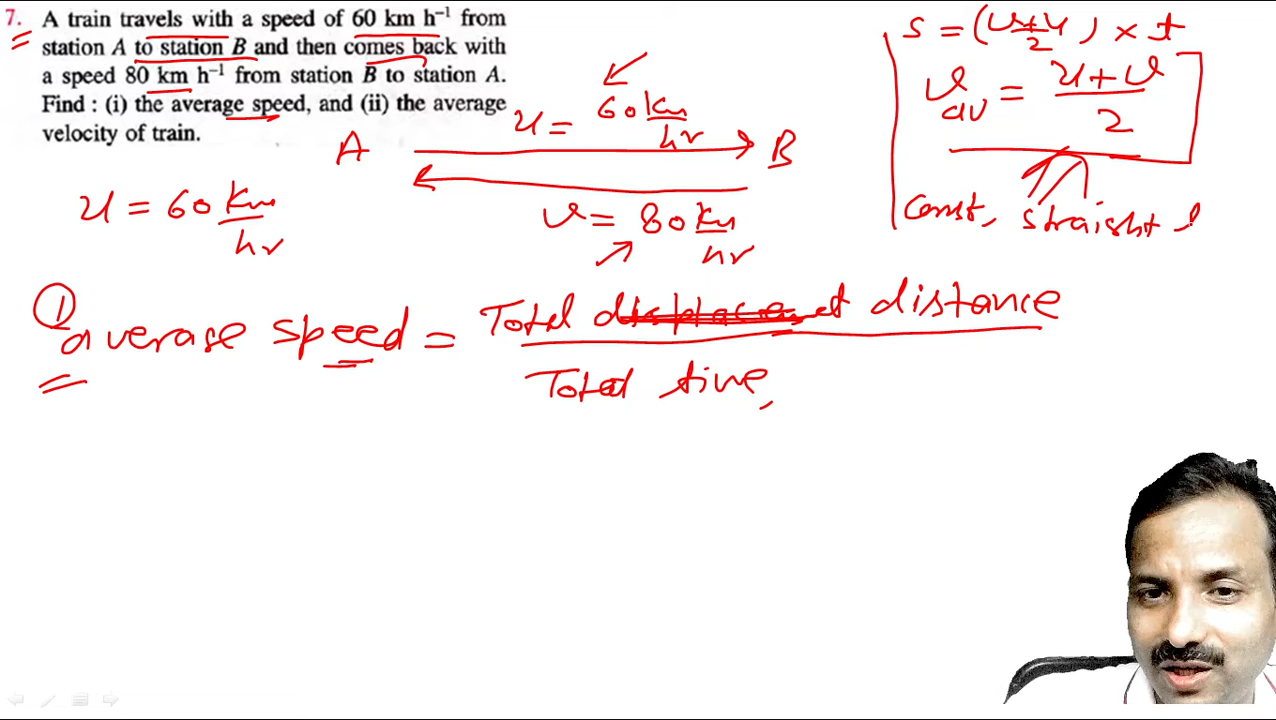 7. A train travels with a speed of 60 km h⁻¹ from
station A to station B and then comes back with
a speed 80 km h⁻¹ from station B to station A.
Find : (i) the average speed, and (ii) the average
velocity of train.
S = (v+u/2) × t
v av = u+v/2
const, straight l
u = 60 km/hr
A B
v = 80 km/hr
u = 60 km/hr
① average speed = Total distance
Total time,